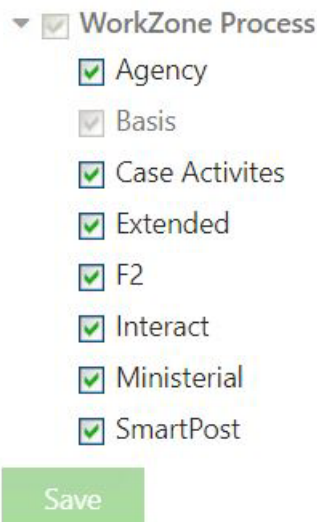 WorkZone Process
Agency
Basis
Case Activites
Extended
F2
Interact
Ministerial
SmartPost
Save